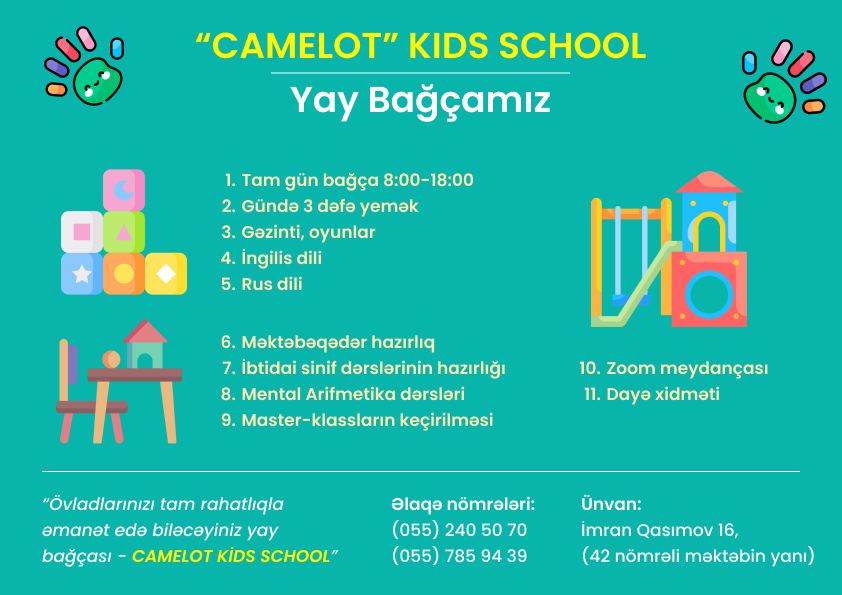 “CAMELOT” KIDS SCHOOL
Yay Bağçamız
1. Tam gün bağça 8:00-18:00
2. Gündə 3 dəfə yemək
3. Gəzinti, oyunlar
4. İngilis dili
5. Rus dili
6. Məktəbəqədər hazırlıq
7. İbtidai sinif dərslərinin hazırlığı
8. Mental Arifmetika dərsləri
9. Master-klassların keçirilməsi
10. Zoom meydançası
11. Dayə xidməti
“Övladlarınızı tam rahatlıqla
əmanət edə biləcəyiniz yay
bağçası - CAMELOT KİDS SCHOOL”
Əlaqə nömrələri:
(055) 240 50 70
(055) 785 94 39
Ünvan:
İmran Qasımov 16,
(42 nömrəli məktəbin yanı)